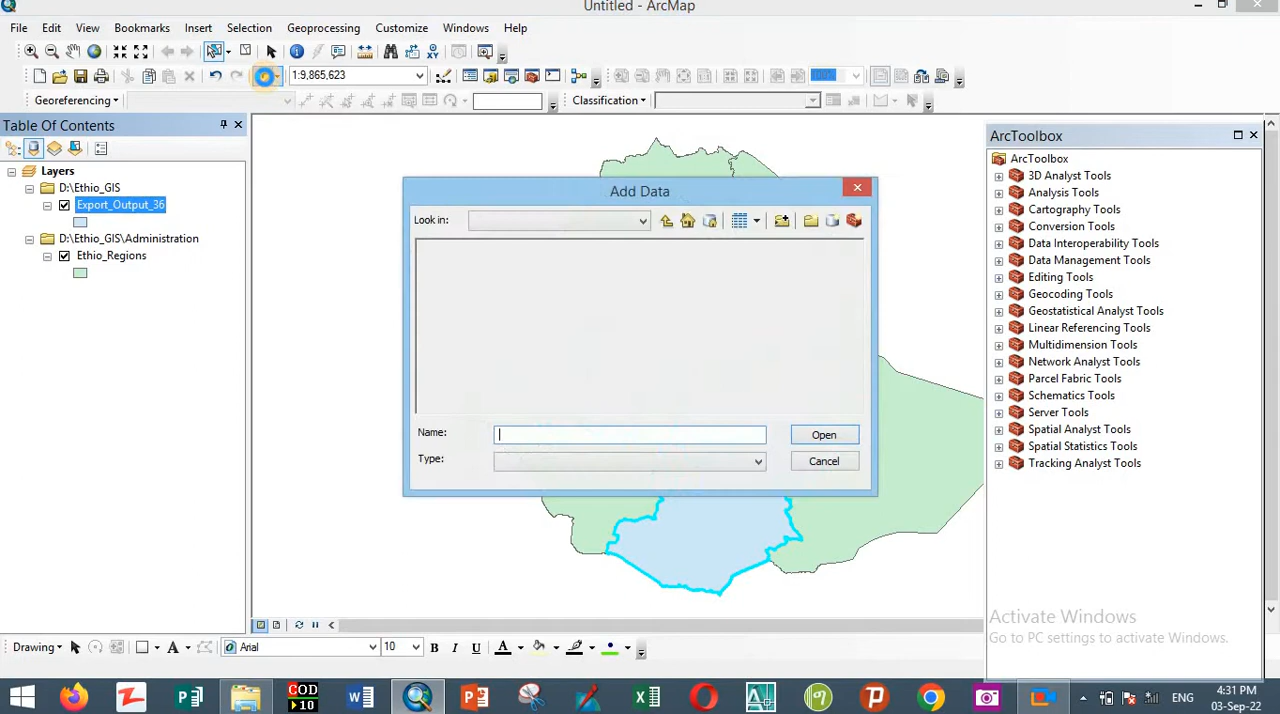 Untitled - ArcMap
File Edit View Bookmarks Insert Selection Geoprocessing Customize Windows Help
1:9,865,623
100%
Georeferencing
Classification
Table Of Contents
ArcToolbox
Layers
D:\Ethio_GIS
Export_Output_36
D:\Ethio_GIS\Administration
Ethio_Regions
Add Data
Look in:
Name:
Open
Type:
Cancel
ArcToolbox
3D Analyst Tools
Analysis Tools
Cartography Tools
Conversion Tools
Data Interoperability Tools
Data Management Tools
Editing Tools
Geocoding Tools
Geostatistical Analyst Tools
Linear Referencing Tools
Multidimension Tools
Network Analyst Tools
Parcel Fabric Tools
Schematics Tools
Server Tools
Spatial Analyst Tools
Spatial Statistics Tools
Tracking Analyst Tools
Activate Windows
Go to PC settings to activate Windows.
Drawing
A
Arial
10
B I U A
COD
10
ENG
4:31 PM
03-Sep-22